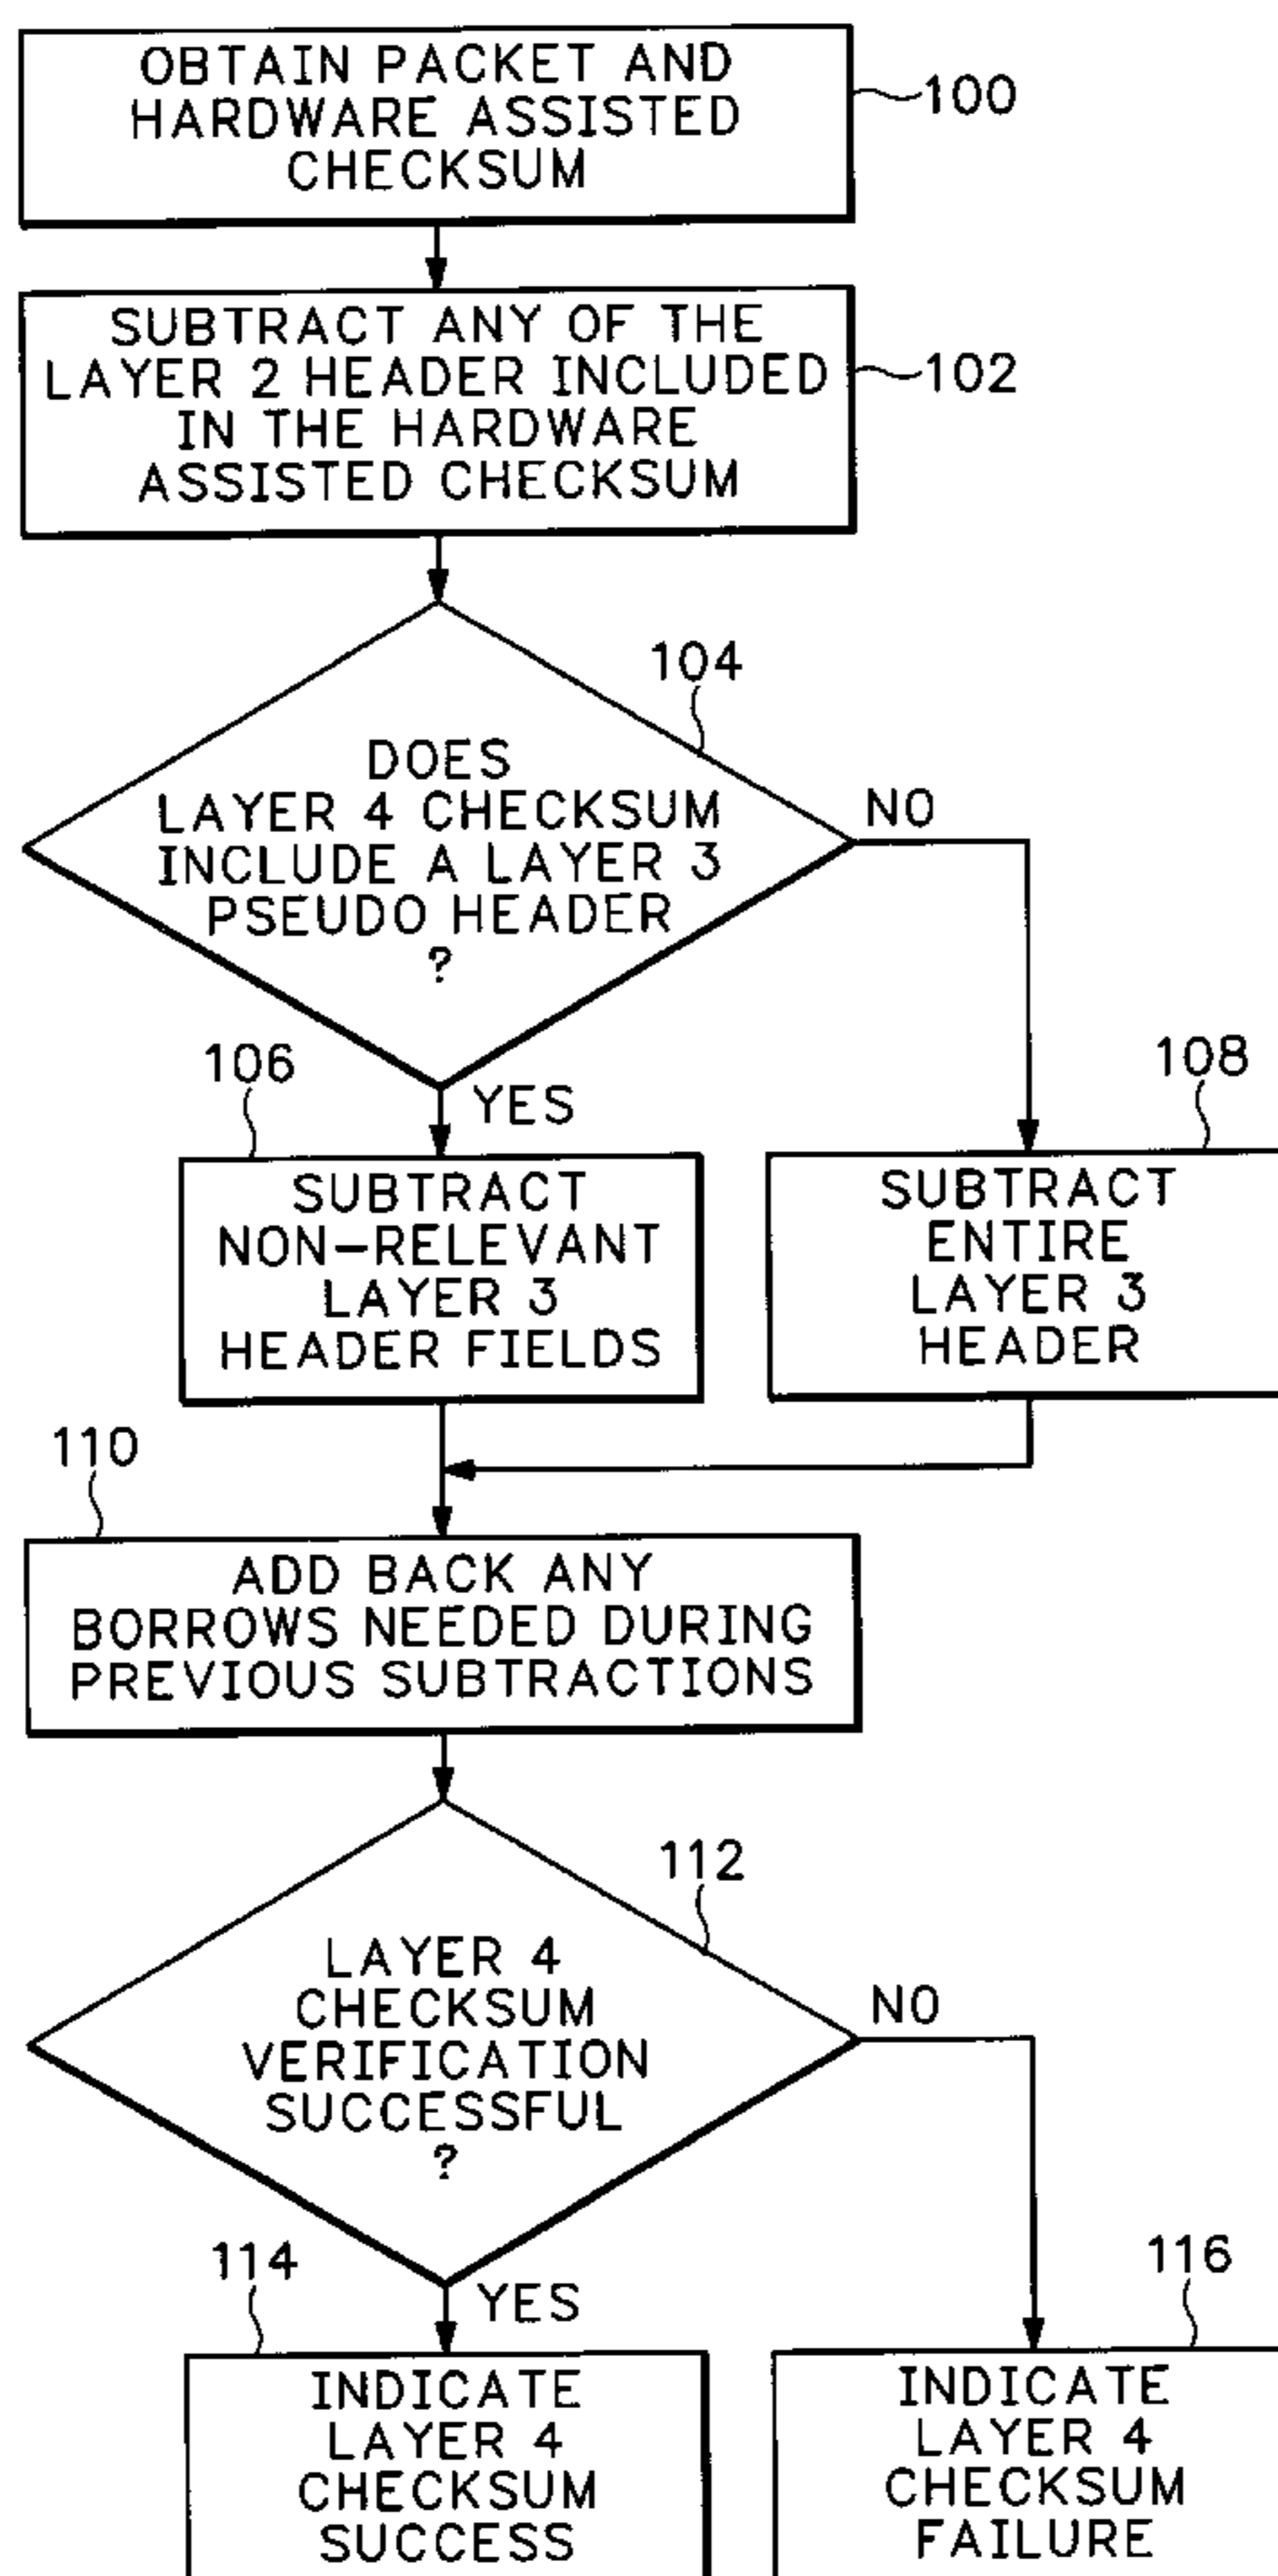 OBTAIN PACKET AND
HARDWARE ASSISTED
CHECKSUM
100
SUBTRACT ANY OF THE
LAYER 2 HEADER INCLUDED
IN THE HARDWARE
ASSISTED CHECKSUM
102
104
DOES
LAYER 4 CHECKSUM
INCLUDE A LAYER 3
PSEUDO HEADER
?
NO
YES
106
SUBTRACT
NON-RELEVANT
LAYER 3
HEADER FIELDS
108
SUBTRACT
ENTIRE
LAYER 3
HEADER
110
ADD BACK ANY
BORROWS NEEDED DURING
PREVIOUS SUBTRACTIONS
112
LAYER 4
CHECKSUM
VERIFICATION
SUCCESSFUL
?
NO
YES
114
INDICATE
LAYER 4
CHECKSUM
SUCCESS
116
INDICATE
LAYER 4
CHECKSUM
FAILURE